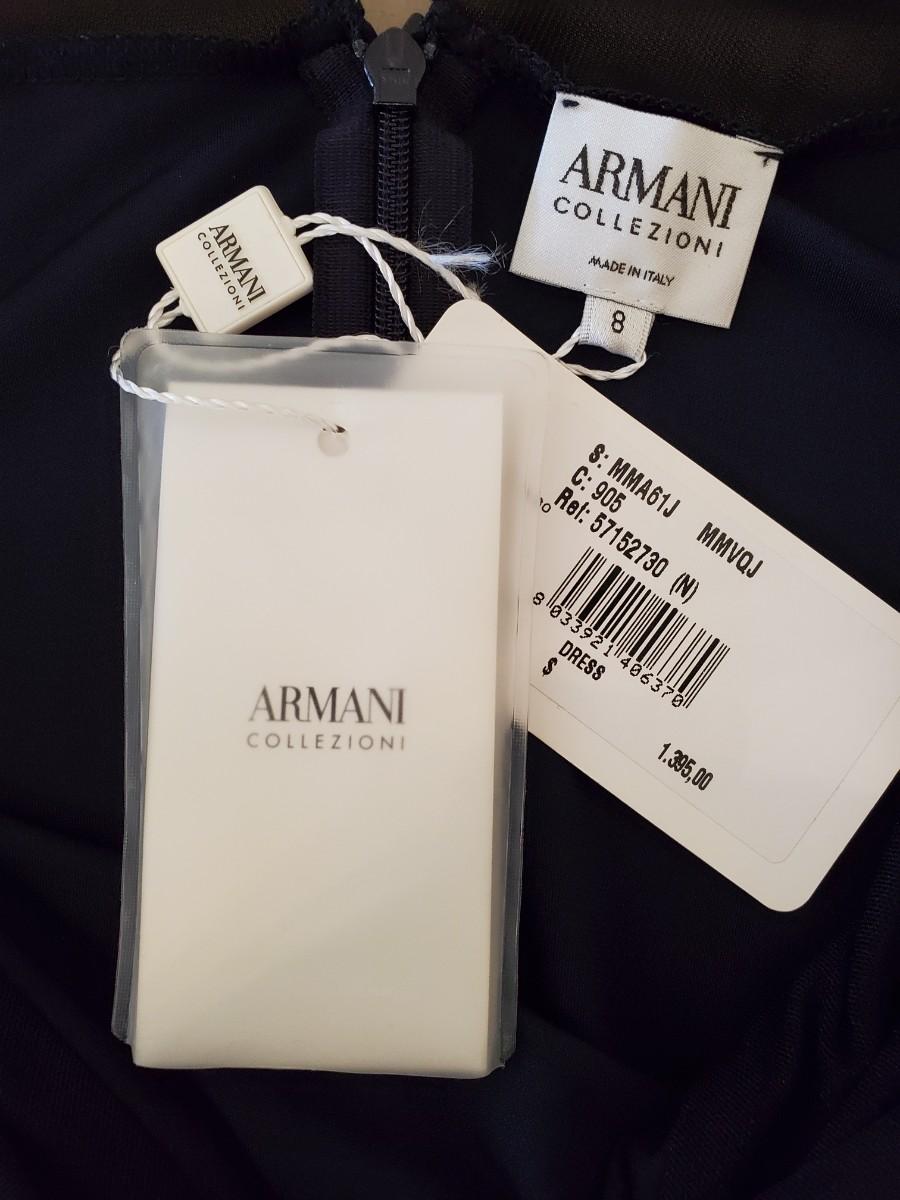 ARMANI
COLLEZIONI
MADE IN ITALY
8
ARMANI
COLLEZIONI
S: MMA61J MMVQJ
C: 905
Ref: 57152730 (N)
8 033921 406370
DRESS
$
1.395,00
ARMANI
COLLEZIONI